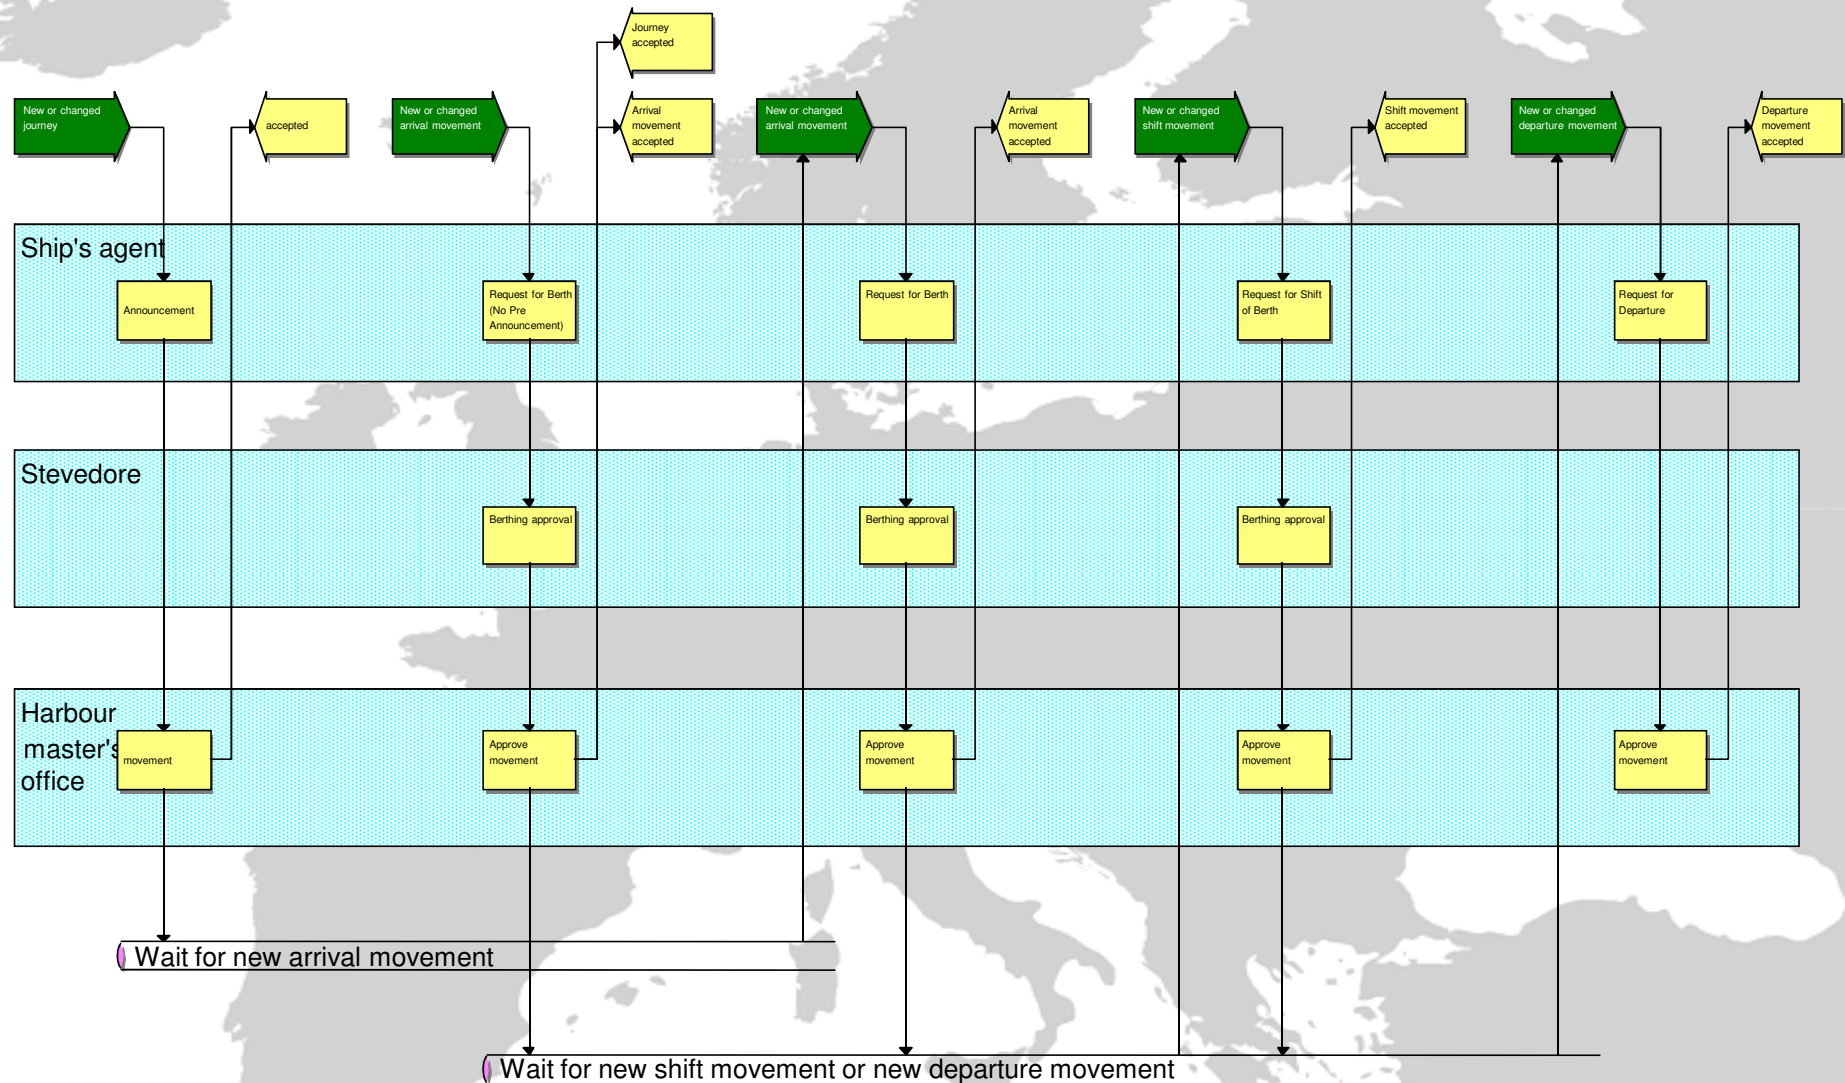 Journey
accepted
New or changed
journey
accepted
New or changed
arrival movement
Arrival
movement
accepted
New or changed
arrival movement
Arrival
movement
accepted
New or changed
shift movement
Shift movement
accepted
New or changed
departure movement
Departure
movement
accepted
Ship's agent
Announcement
Request for Berth
(No Pre
Announcement)
Request for Berth
Request for Shift
of Berth
Request for
Departure
Stevedore
Berthing approval
Berthing approval
Berthing approval
Harbour
master's
office
movement
Approve
movement
Approve
movement
Approve
movement
Approve
movement
Wait for new arrival movement
Wait for new shift movement or new departure movement